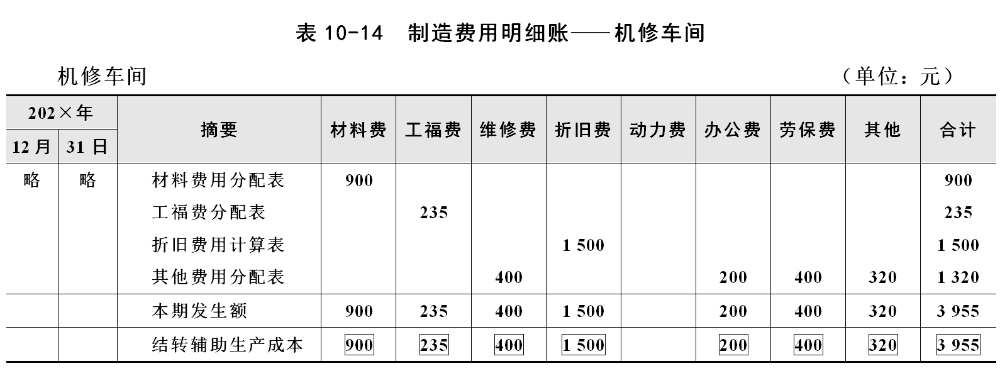 表 10-14 制造费用明细账——机修车间
机修车间 （单位：元）
202×年 摘要 材料费 工福费 维修费 折旧费 动力费 办公费 劳保费 其他 合计
12月 31日
略 略 材料费用分配表 900 900
工福费分配表 235 235
折旧费用计算表 1 500 1 500
其他费用分配表 400 200 400 320 1 320
本期发生额 900 235 400 1 500 200 400 320 3 955
结转辅助生产成本 900 235 400 1 500 200 400 320 3 955